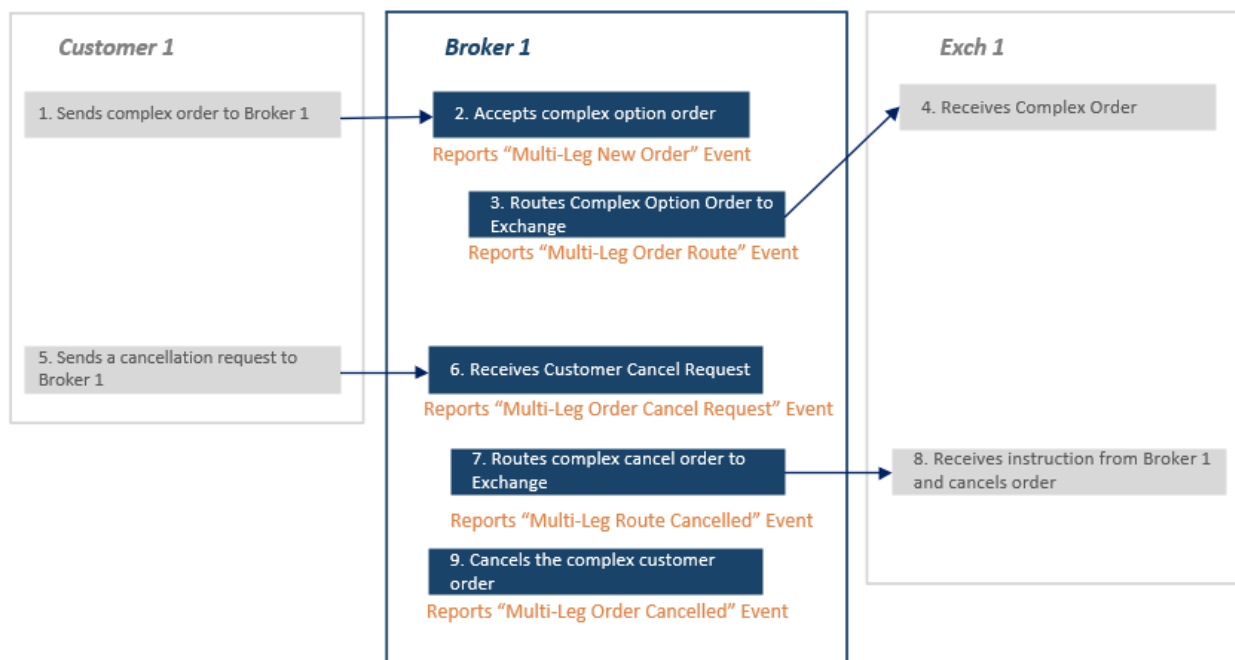 Customer 1
Broker 1
Exch 1
1. Sends complex order to Broker 1
2. Accepts complex option order
4. Receives Complex Order
Reports “Multi-Leg New Order” Event
3. Routes Complex Option Order to
Exchange
Reports “Multi-Leg Order Route” Event
5. Sends a cancellation request to
Broker 1
6. Receives Customer Cancel Request
Reports “Multi-Leg Order Cancel Request” Event
7. Routes complex cancel order to
Exchange
8. Receives instruction from Broker 1
and cancels order
Reports “Multi-Leg Route Cancelled” Event
9. Cancels the complex customer
order
Reports “Multi-Leg Order Cancelled” Event